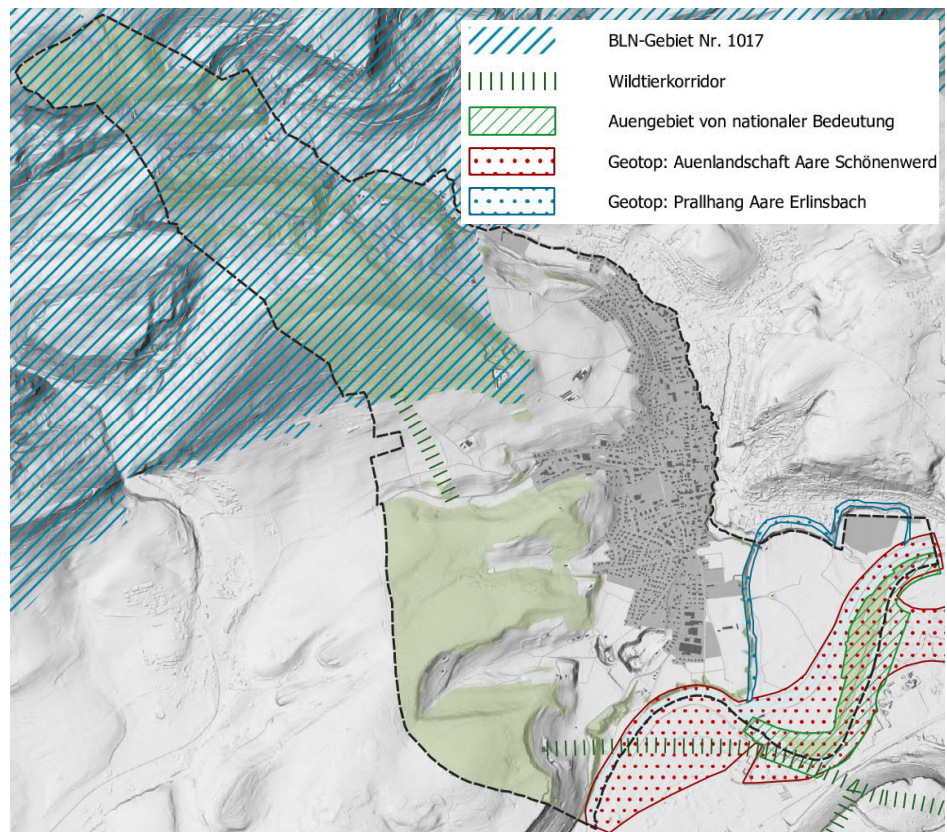 BLN-Gebiet Nr. 1017
Wildtierkorridor
Auengebiet von nationaler Bedeutung
Geotop: Auenlandschaft Aare Schönenwerd
Geotop: Prallhang Aare Erlinsbach